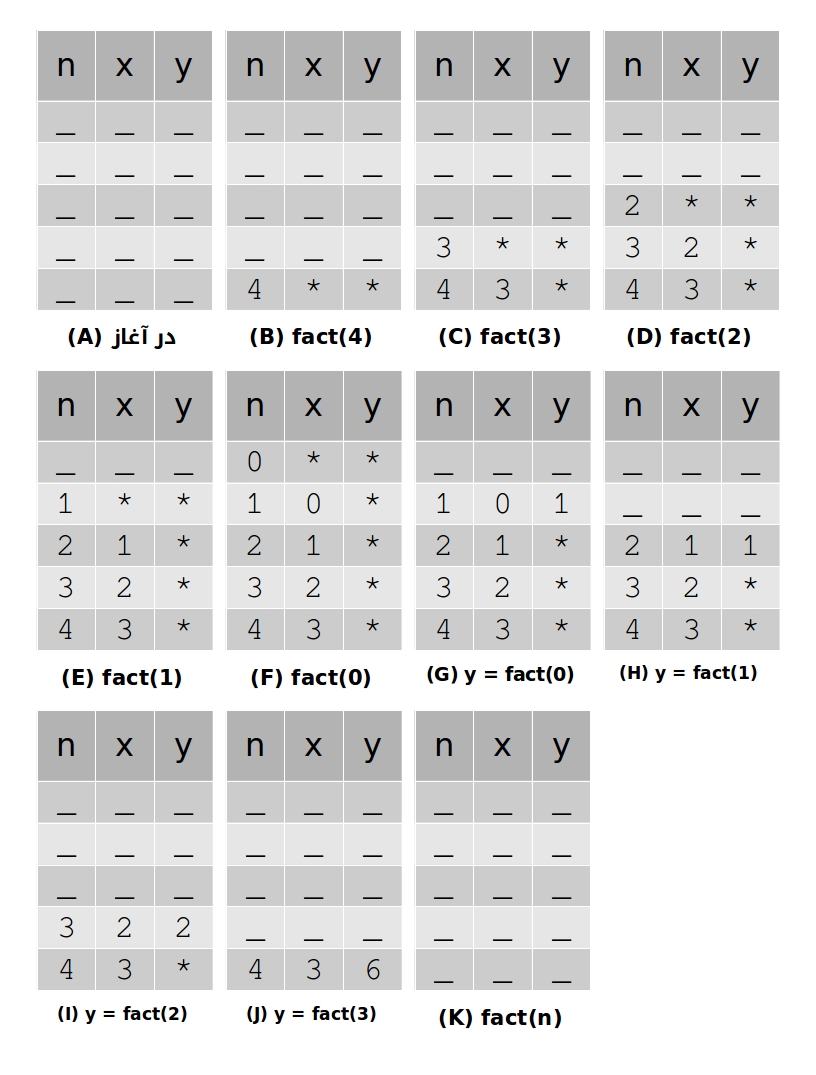 n x y n x y n x y n x y
_ _ _ _ _ _ _ _ _ _ _ _
_ _ _ _ _ _ _ _ _ _ _ _
_ _ _ _ _ _ _ _ _ 2 * *
_ _ _ _ _ _ 3 * * 3 2 *
_ _ _ 4 * * 4 3 * 4 3 *
(A) در آغاز (B) fact(4) (C) fact(3) (D) fact(2)
n x y n x y n x y n x y
_ _ _ 0 * * _ _ _ _ _ _
1 * * 1 0 * 1 0 1 _ _ _
2 1 * 2 1 * 2 1 * 2 1 1
3 2 * 3 2 * 3 2 * 3 2 *
4 3 * 4 3 * 4 3 * 4 3 *
(E) fact(1) (F) fact(0) (G) y = fact(0) (H) y = fact(1)
n x y n x y n x y
_ _ _ _ _ _ _ _ _
_ _ _ _ _ _ _ _ _
_ _ _ _ _ _ _ _ _
3 2 2 _ _ _ _ _ _
4 3 * 4 3 6 _ _ _
(I) y = fact(2) (J) y = fact(3) (K) fact(n)